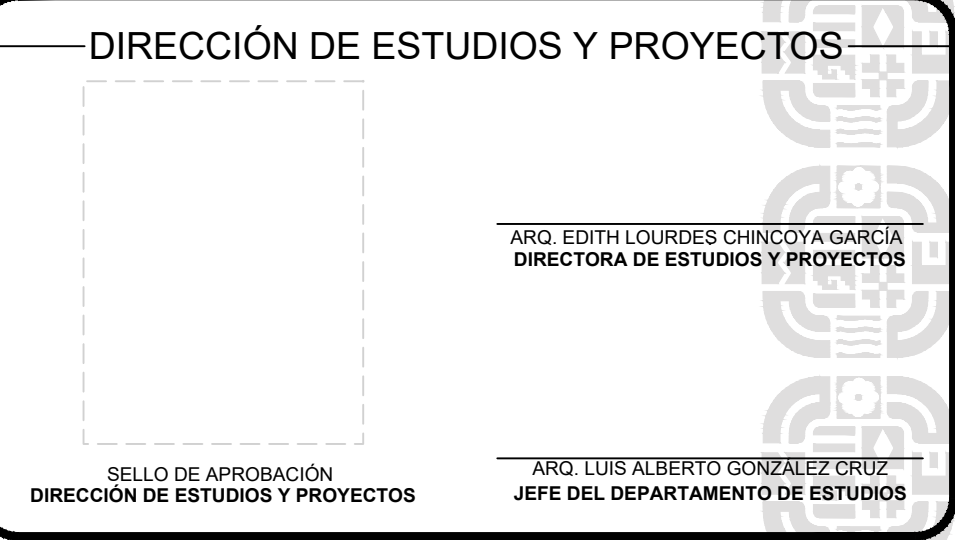 DIRECCIÓN DE ESTUDIOS Y PROYECTOS
ARQ. EDITH LOURDES CHINCOYA GARCÍA
DIRECTORA DE ESTUDIOS Y PROYECTOS
SELLO DE APROBACIÓN
DIRECCIÓN DE ESTUDIOS Y PROYECTOS
ARQ. LUIS ALBERTO GONZÁLEZ CRUZ
JEFE DEL DEPARTAMENTO DE ESTUDIOS